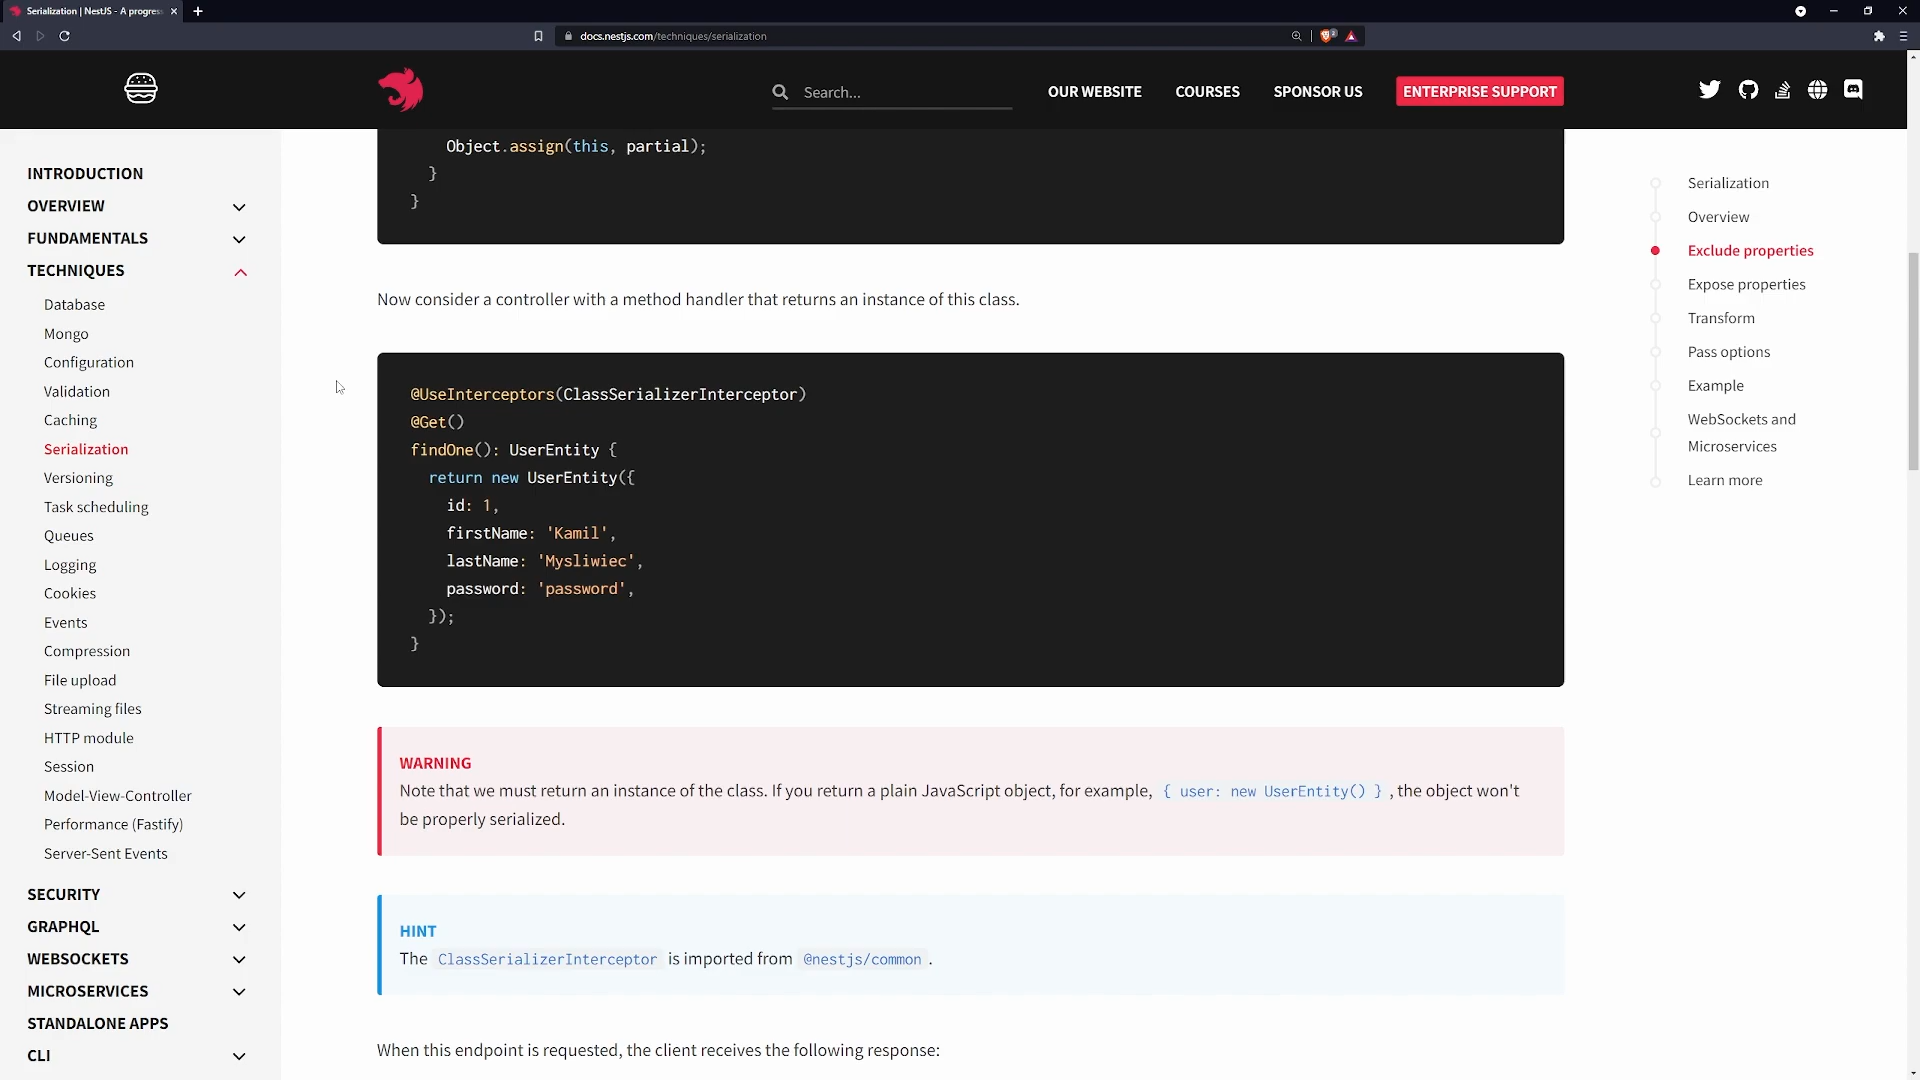 Serialization | NestJS - A progres
docs.nestjs.com/techniques/serialization
Search...
OUR WEBSITE
COURSES
SPONSOR US
ENTERPRISE SUPPORT
INTRODUCTION
OVERVIEW
FUNDAMENTALS
TECHNIQUES
Database
Mongo
Configuration
Validation
Caching
Serialization
Versioning
Task scheduling
Queues
Logging
Cookies
Events
Compression
File upload
Streaming files
HTTP module
Session
Model-View-Controller
Performance (Fastify)
Server-Sent Events
SECURITY
GRAPHQL
WEBSOCKETS
MICROSERVICES
STANDALONE APPS
CLI
Object.assign(this, partial);
}
}
Now consider a controller with a method handler that returns an instance of this class.
@UseInterceptors(ClassSerializerInterceptor)
@Get()
findOne(): UserEntity {
return new UserEntity({
id: 1,
firstName: 'Kamil',
lastName: 'Mysliwiec',
password: 'password',
});
}
WARNING
Note that we must return an instance of the class. If you return a plain JavaScript object, for example, { user: new UserEntity() } , the object won't
be properly serialized.
HINT
The ClassSerializerInterceptor is imported from @nestjs/common .
When this endpoint is requested, the client receives the following response:
Serialization
Overview
Exclude properties
Expose properties
Transform
Pass options
Example
WebSockets and
Microservices
Learn more